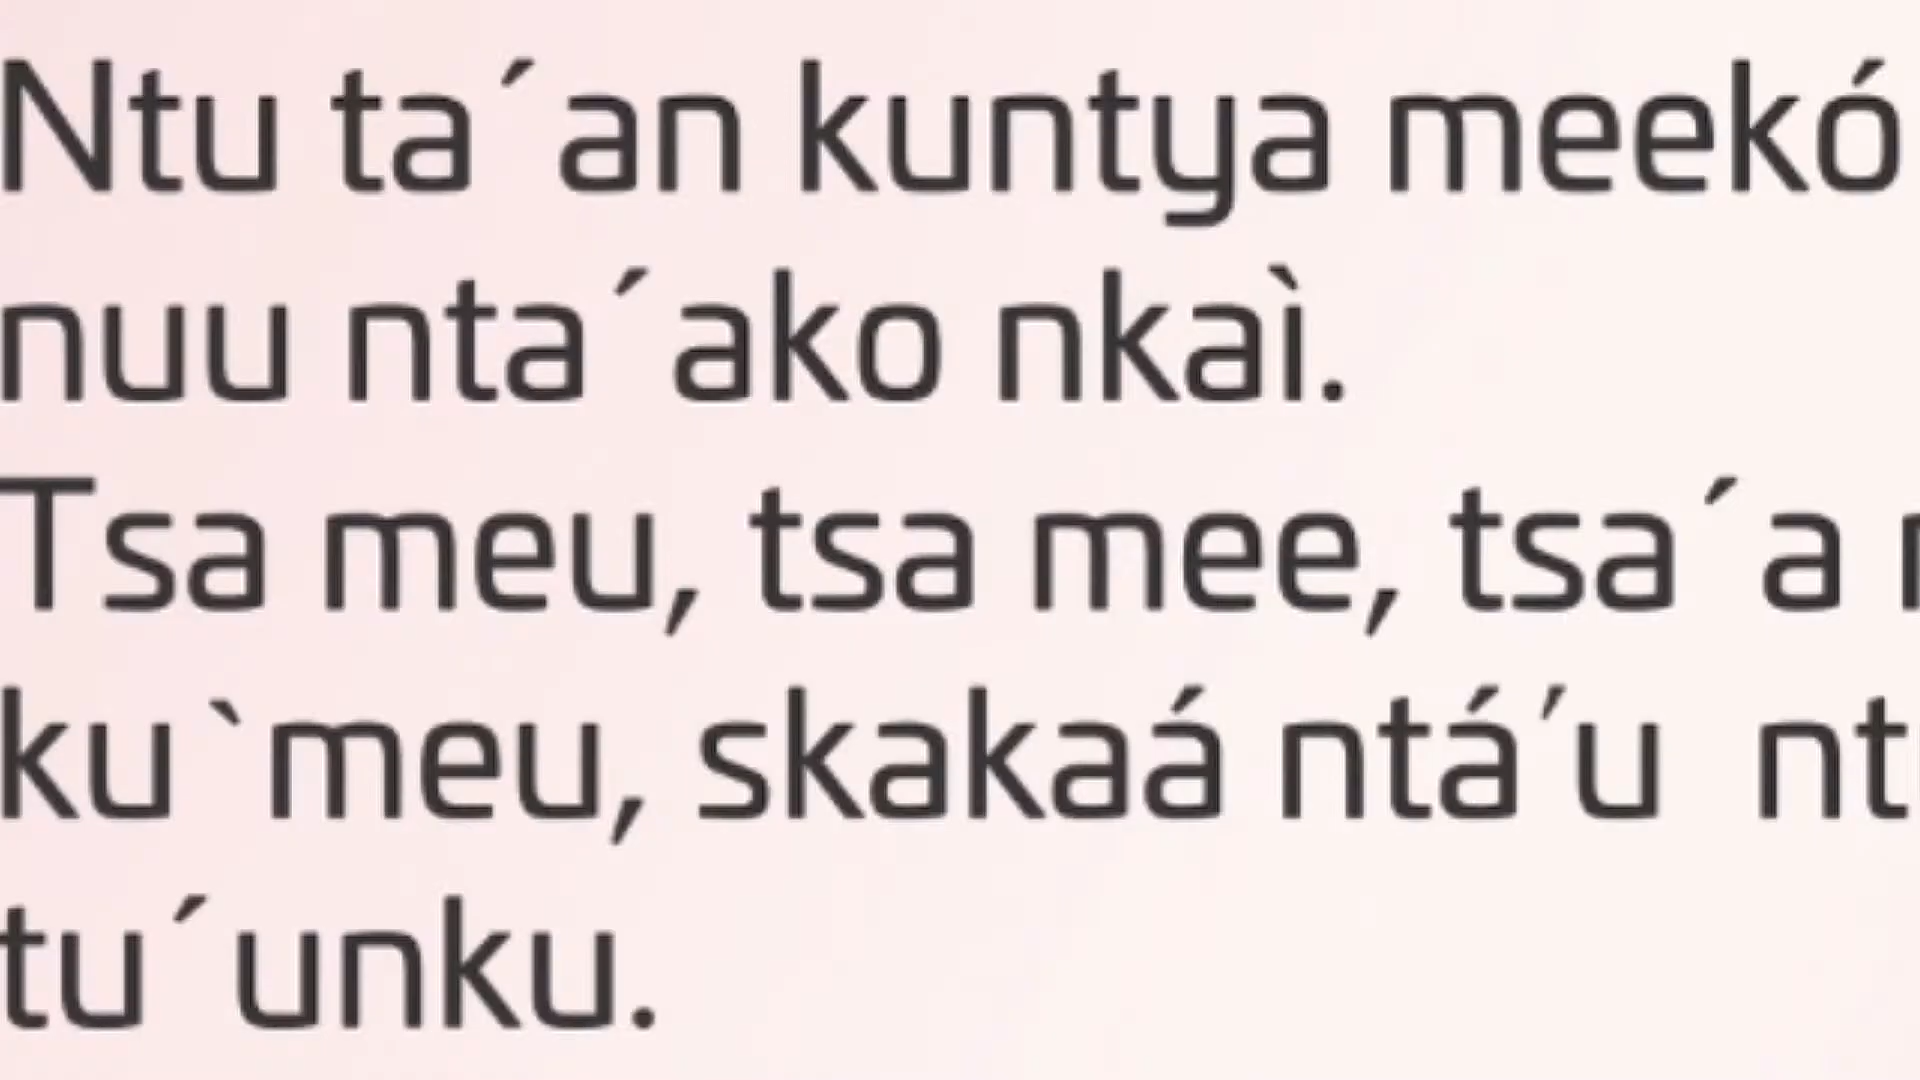 Ntu ta´an kuntya meekó
nuu nta´ako nkaì.
Tsa meu, tsa mee, tsa´a
ku`meu, skakaá ntá′u
tu´unku.